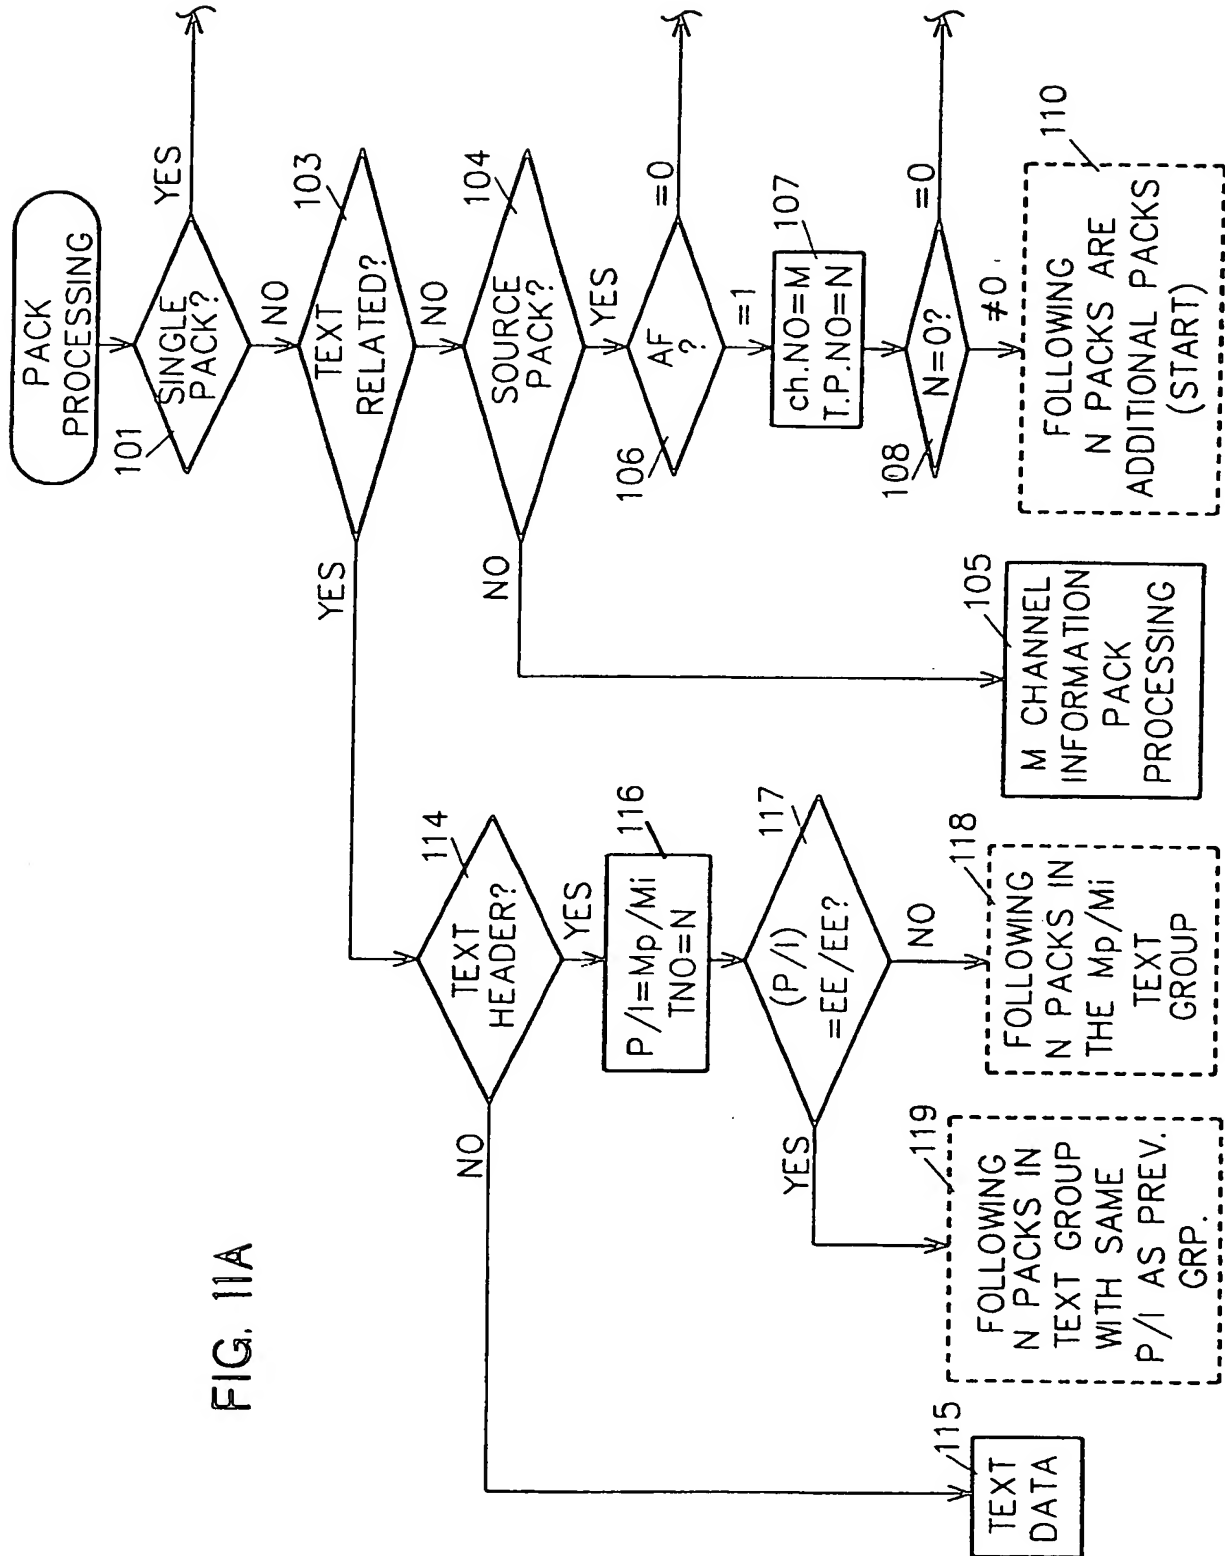 FIG. 11A
PACK
PROCESSING
101
SINGLE
PACK?
YES
NO
103
TEXT
RELATED?
YES
NO
104
SOURCE
PACK?
NO
YES
105
M CHANNEL
INFORMATION
PACK
PROCESSING
106
AF
?
=0
=1
107
ch.NO=M
T.P.NO=N
108
N=0?
=0
≠0
110
FOLLOWING
N PACKS ARE
ADDITIONAL PACKS
(START)
114
TEXT
HEADER?
NO
YES
115
TEXT
DATA
116
P/I=Mp/Mi
TNO=N
117
(P/I)
=EE/EE?
YES
NO
118
FOLLOWING
N PACKS IN
THE Mp/Mi
TEXT
GROUP
119
FOLLOWING
N PACKS IN
TEXT GROUP
WITH SAME
P/I AS PREV.
GRP.